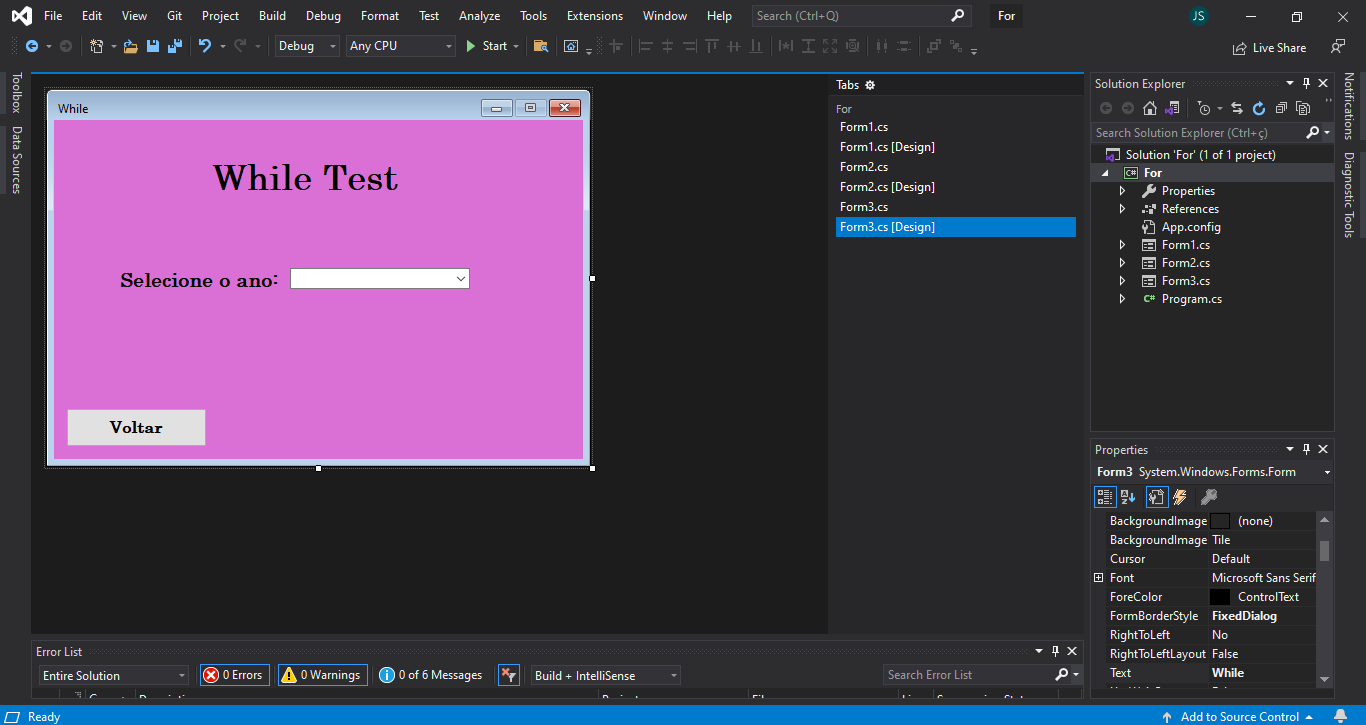 File Edit View Git Project Build Debug Format Test Analyze Tools Extensions Window Help Search (Ctrl+Q) For JS
Debug Any CPU Start Live Share
Toolbox
Data Sources
While
While Test
Selecione o ano:
Voltar
Tabs
For
Form1.cs
Form1.cs [Design]
Form2.cs
Form2.cs [Design]
Form3.cs
Form3.cs [Design]
Solution Explorer
Search Solution Explorer (Ctrl+ç)
Solution 'For' (1 of 1 project)
C# For
Properties
References
App.config
Form1.cs
Form2.cs
Form3.cs
C# Program.cs
Notifications
Diagnostic Tools
Properties
Form3 System.Windows.Forms.Form
BackgroundImage (none)
BackgroundImage Tile
Cursor Default
Font Microsoft Sans Serif
ForeColor ControlText
FormBorderStyle FixedDialog
RightToLeft No
RightToLeftLayout False
Text While
Error List
Entire Solution 0 Errors 0 Warnings 0 of 6 Messages Build + IntelliSense Search Error List
Ready Add to Source Control